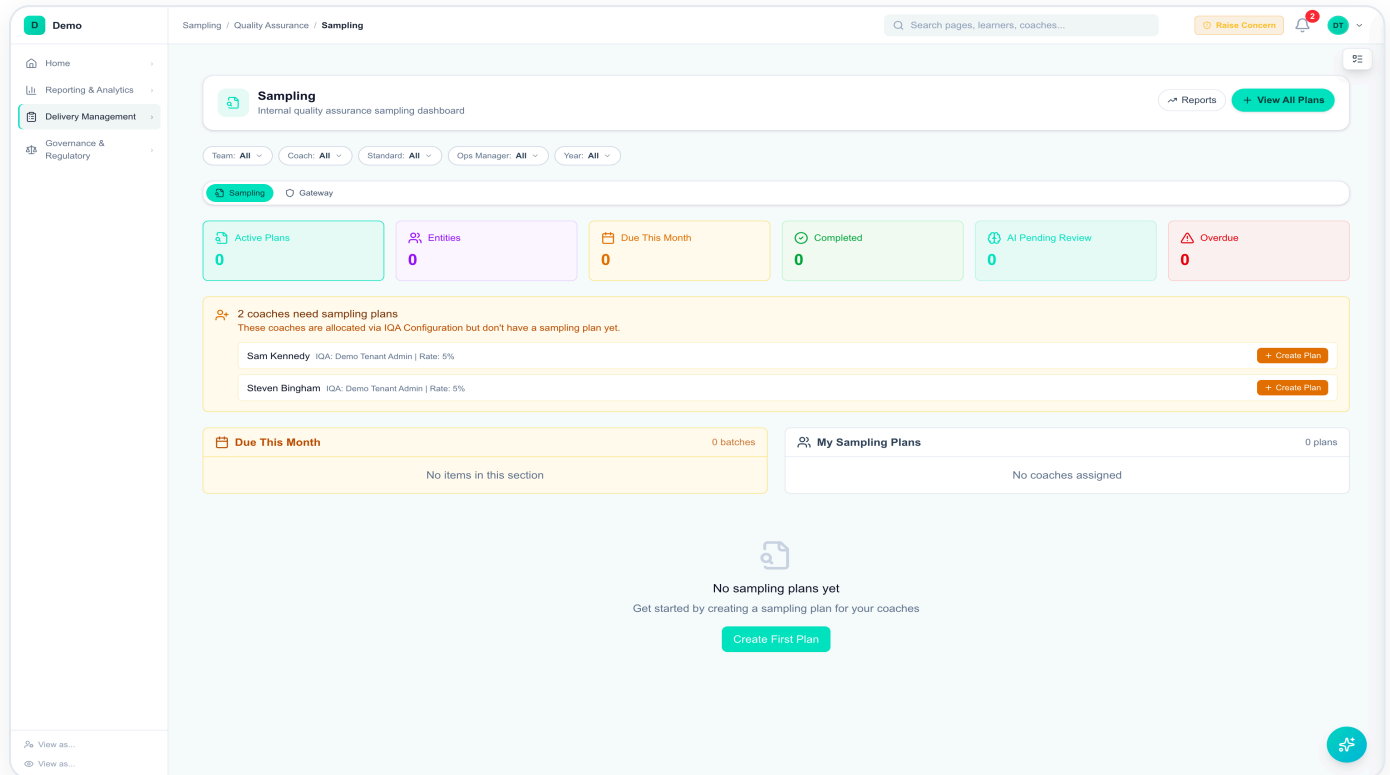 D Demo
Sampling / Quality Assurance / Sampling
Search pages, learners, coaches...
Raise Concern
2
DT
Home
Reporting & Analytics
Delivery Management
Governance &
Regulatory
Sampling
Internal quality assurance sampling dashboard
Reports
+ View All Plans
Team: All
Coach: All
Standard: All
Ops Manager: All
Year: All
Sampling
Gateway
Active Plans
0
Entities
0
Due This Month
0
Completed
0
AI Pending Review
0
Overdue
0
2 coaches need sampling plans
These coaches are allocated via IQA Configuration but don't have a sampling plan yet.
Sam Kennedy IQA: Demo Tenant Admin | Rate: 5%
+ Create Plan
Steven Bingham IQA: Demo Tenant Admin | Rate: 5%
+ Create Plan
Due This Month
0 batches
No items in this section
My Sampling Plans
0 plans
No coaches assigned
No sampling plans yet
Get started by creating a sampling plan for your coaches
Create First Plan
View as...
View as...